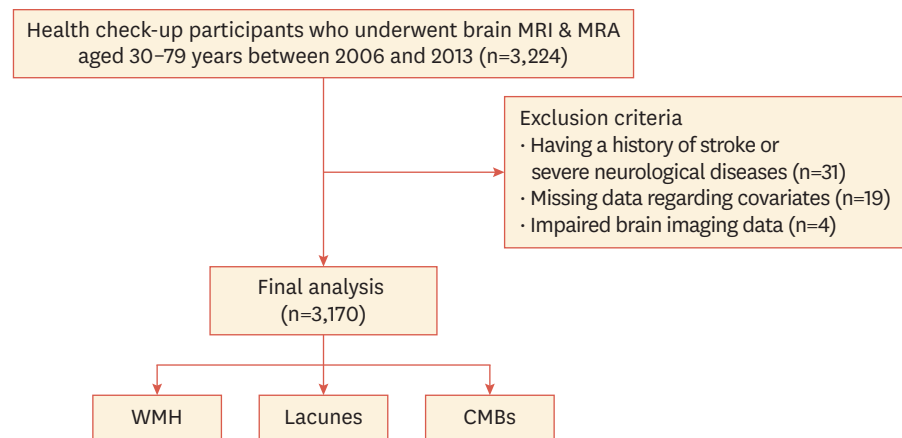 Health check-up participants who underwent brain MRI & MRA
aged 30–79 years between 2006 and 2013 (n=3,224)
Exclusion criteria
· Having a history of stroke or
severe neurological diseases (n=31)
· Missing data regarding covariates (n=19)
· Impaired brain imaging data (n=4)
Final analysis
(n=3,170)
WMH
Lacunes
CMBs